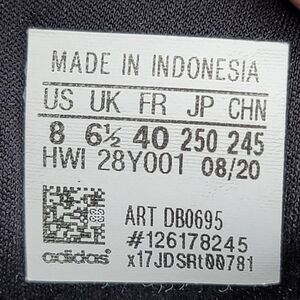 MADE IN INDONESIA
US UK FR JP CHN
8 6½ 40 250 245
HWI 28Y001 08/20
ART DB0695
#126178245
adidas x17JDSRt00781